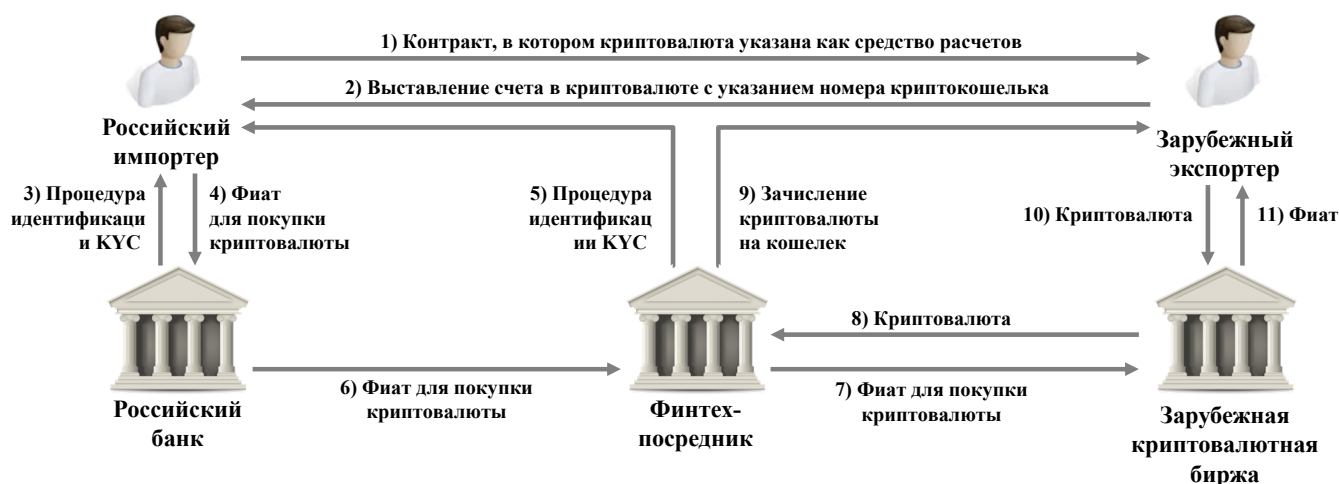 1) Контракт, в котором криптовалюта указана как средство расчетов
2) Выставление счета в криптовалюте с указанием номера криптокошелька
Российский
импортер
Зарубежный
экспортер
3) Процедура
идентификаци
и KYC
4) Фиат
для покупки
криптовалюты
5) Процедура
идентификац
ии KYC
9) Зачисление
криптовалюты
на кошелек
10) Криптовалюта
11) Фиат
8) Криптовалюта
6) Фиат для покупки
криптовалюты
7) Фиат для покупки
криптовалюты
Российский
банк
Финтех-
посредник
Зарубежная
криптовалютная
биржа